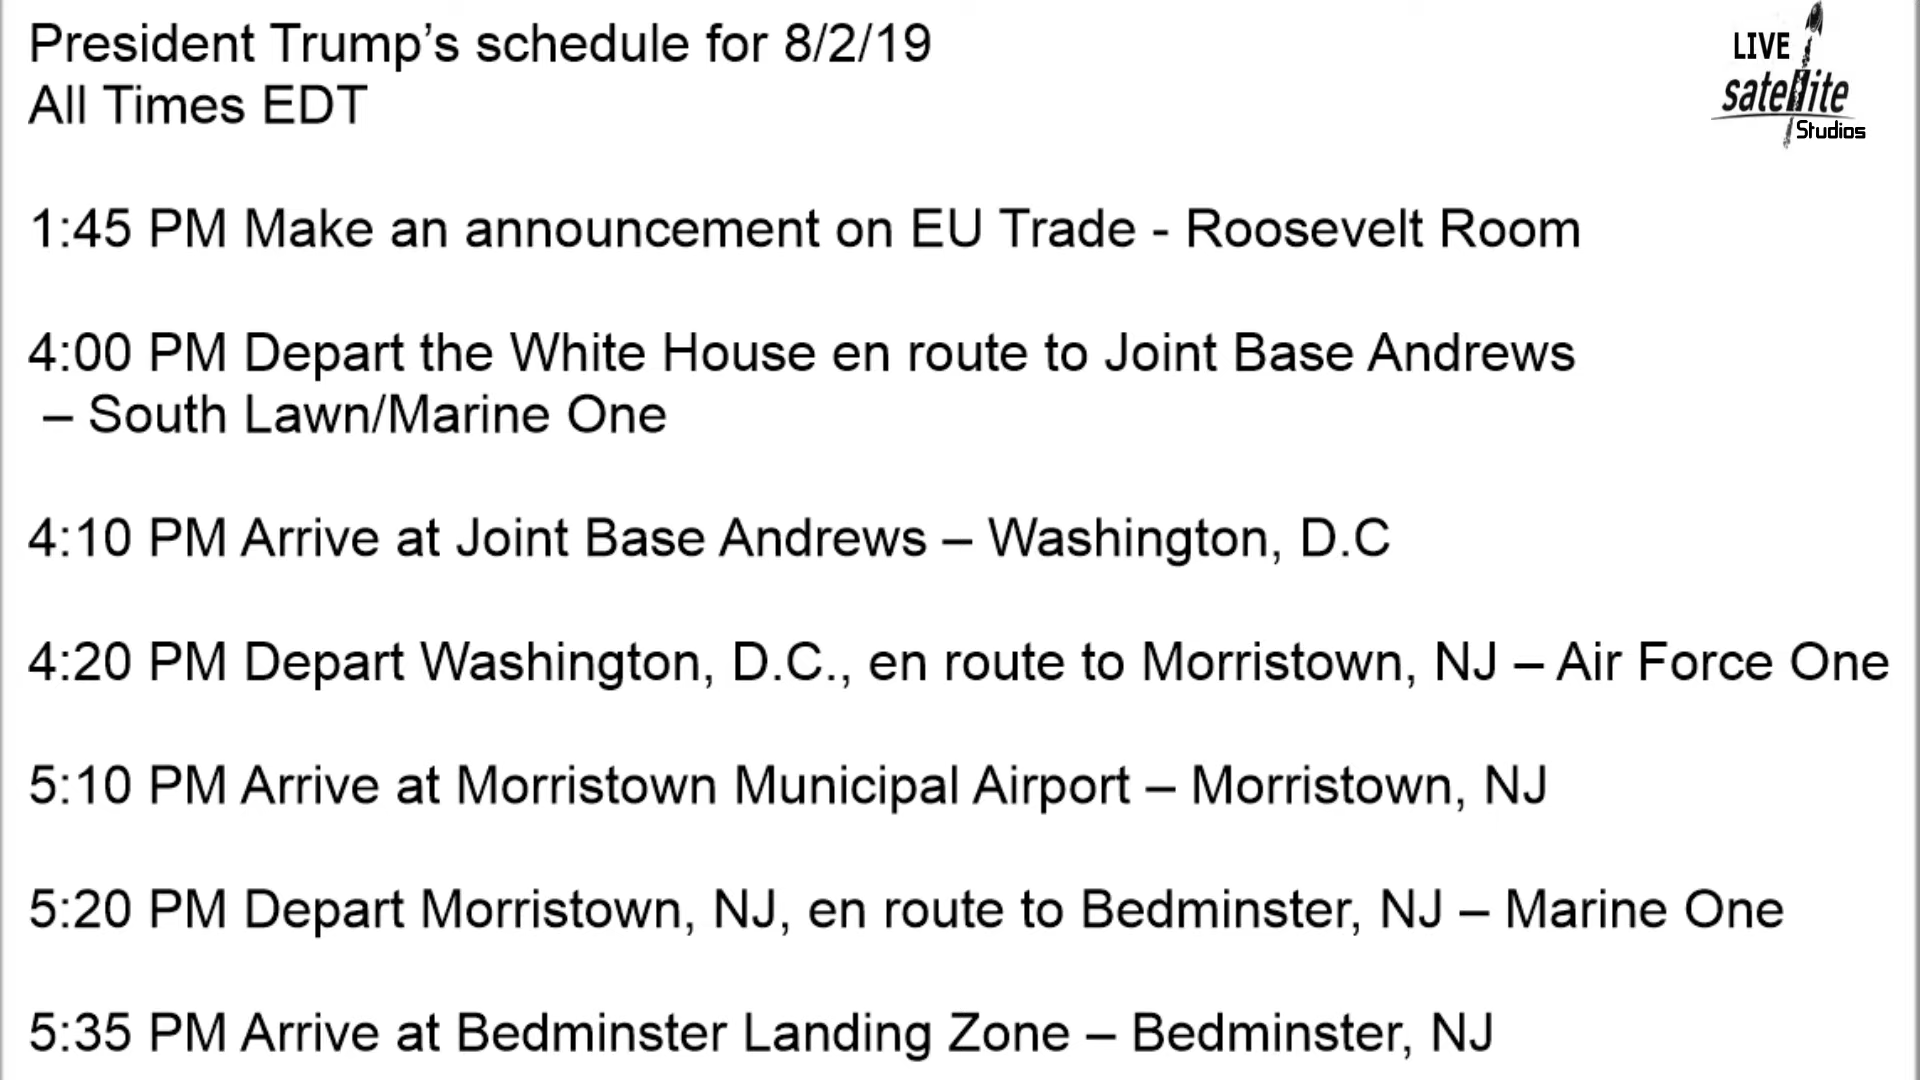 President Trump’s schedule for 8/2/19
All Times EDT
LIVE
satellite
Studios
1:45 PM Make an announcement on EU Trade - Roosevelt Room
4:00 PM Depart the White House en route to Joint Base Andrews
– South Lawn/Marine One
4:10 PM Arrive at Joint Base Andrews – Washington, D.C
4:20 PM Depart Washington, D.C., en route to Morristown, NJ – Air Force One
5:10 PM Arrive at Morristown Municipal Airport – Morristown, NJ
5:20 PM Depart Morristown, NJ, en route to Bedminster, NJ – Marine One
5:35 PM Arrive at Bedminster Landing Zone – Bedminster, NJ